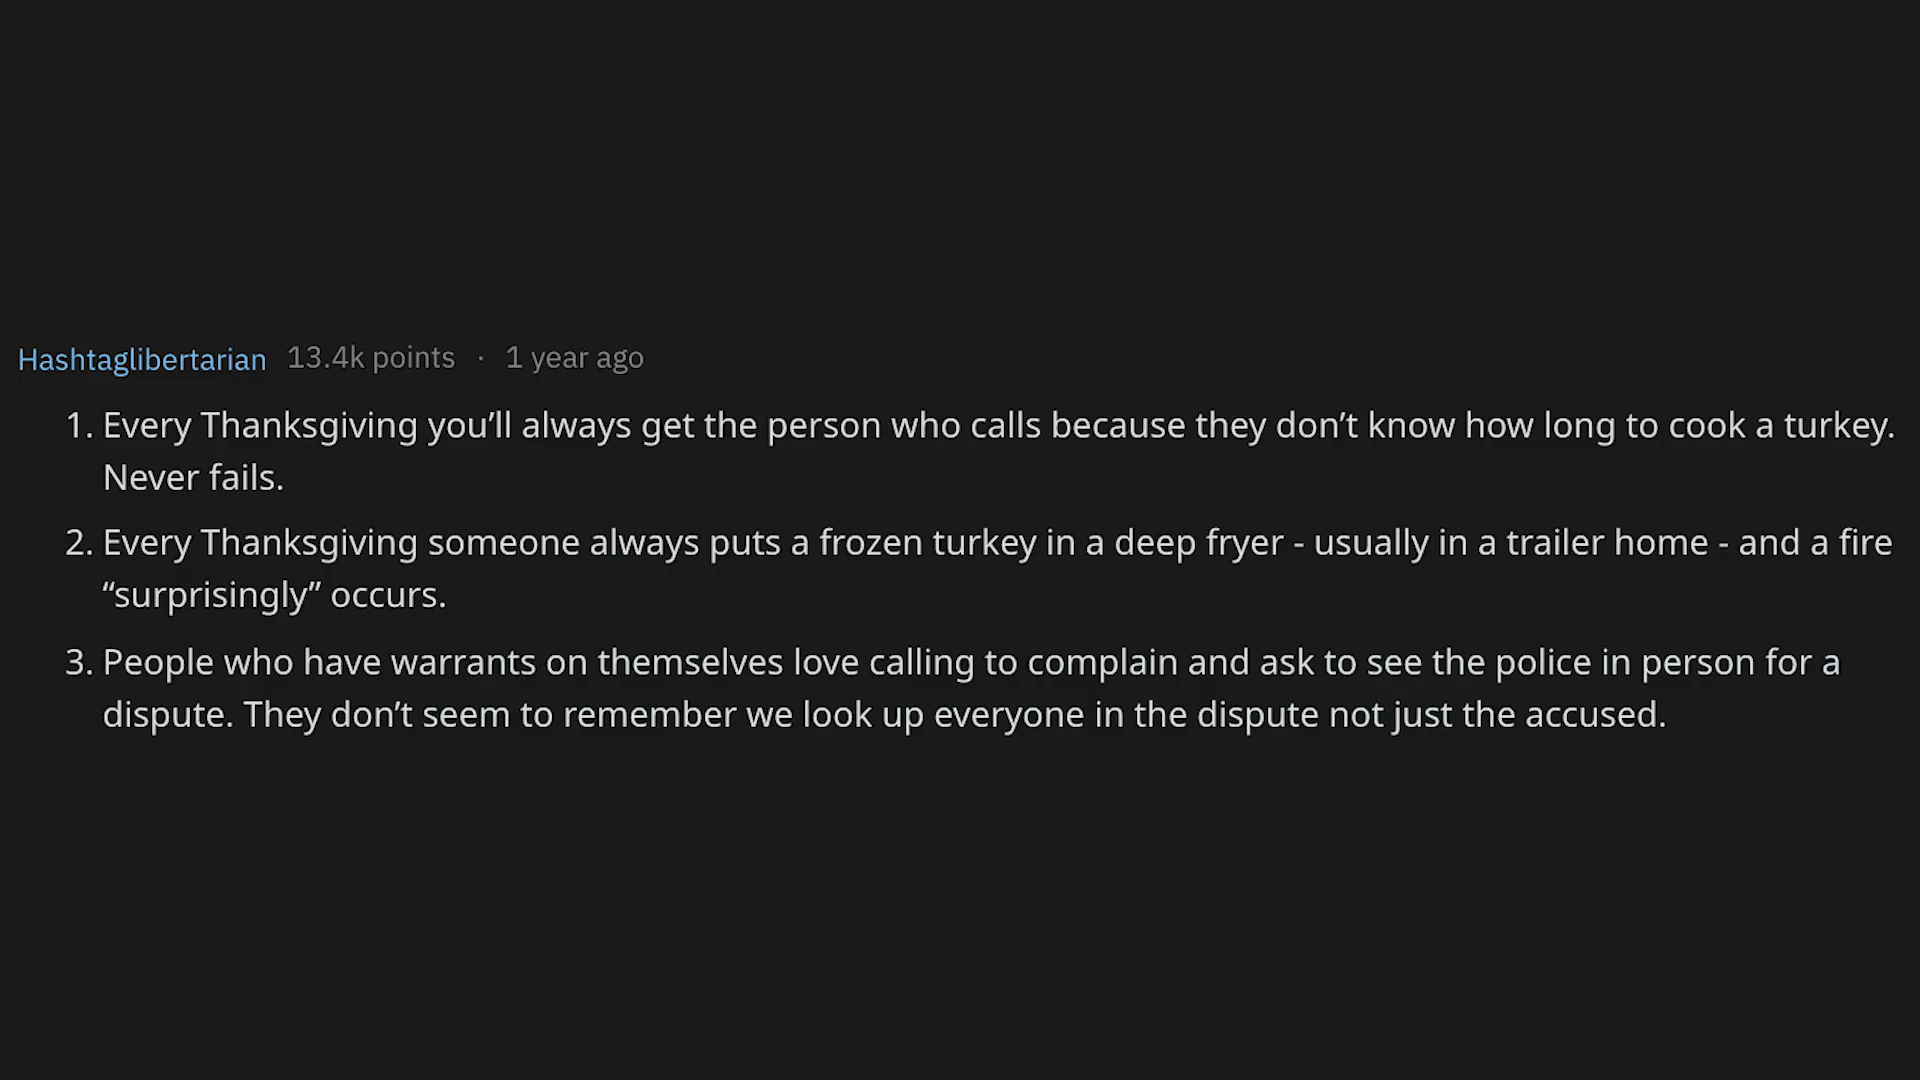 Hashtaglibertarian 13.4k points · 1 year ago
1. Every Thanksgiving you’ll always get the person who calls because they don’t know how long to cook a turkey.
Never fails.
2. Every Thanksgiving someone always puts a frozen turkey in a deep fryer - usually in a trailer home - and a fire
“surprisingly” occurs.
3. People who have warrants on themselves love calling to complain and ask to see the police in person for a
dispute. They don’t seem to remember we look up everyone in the dispute not just the accused.